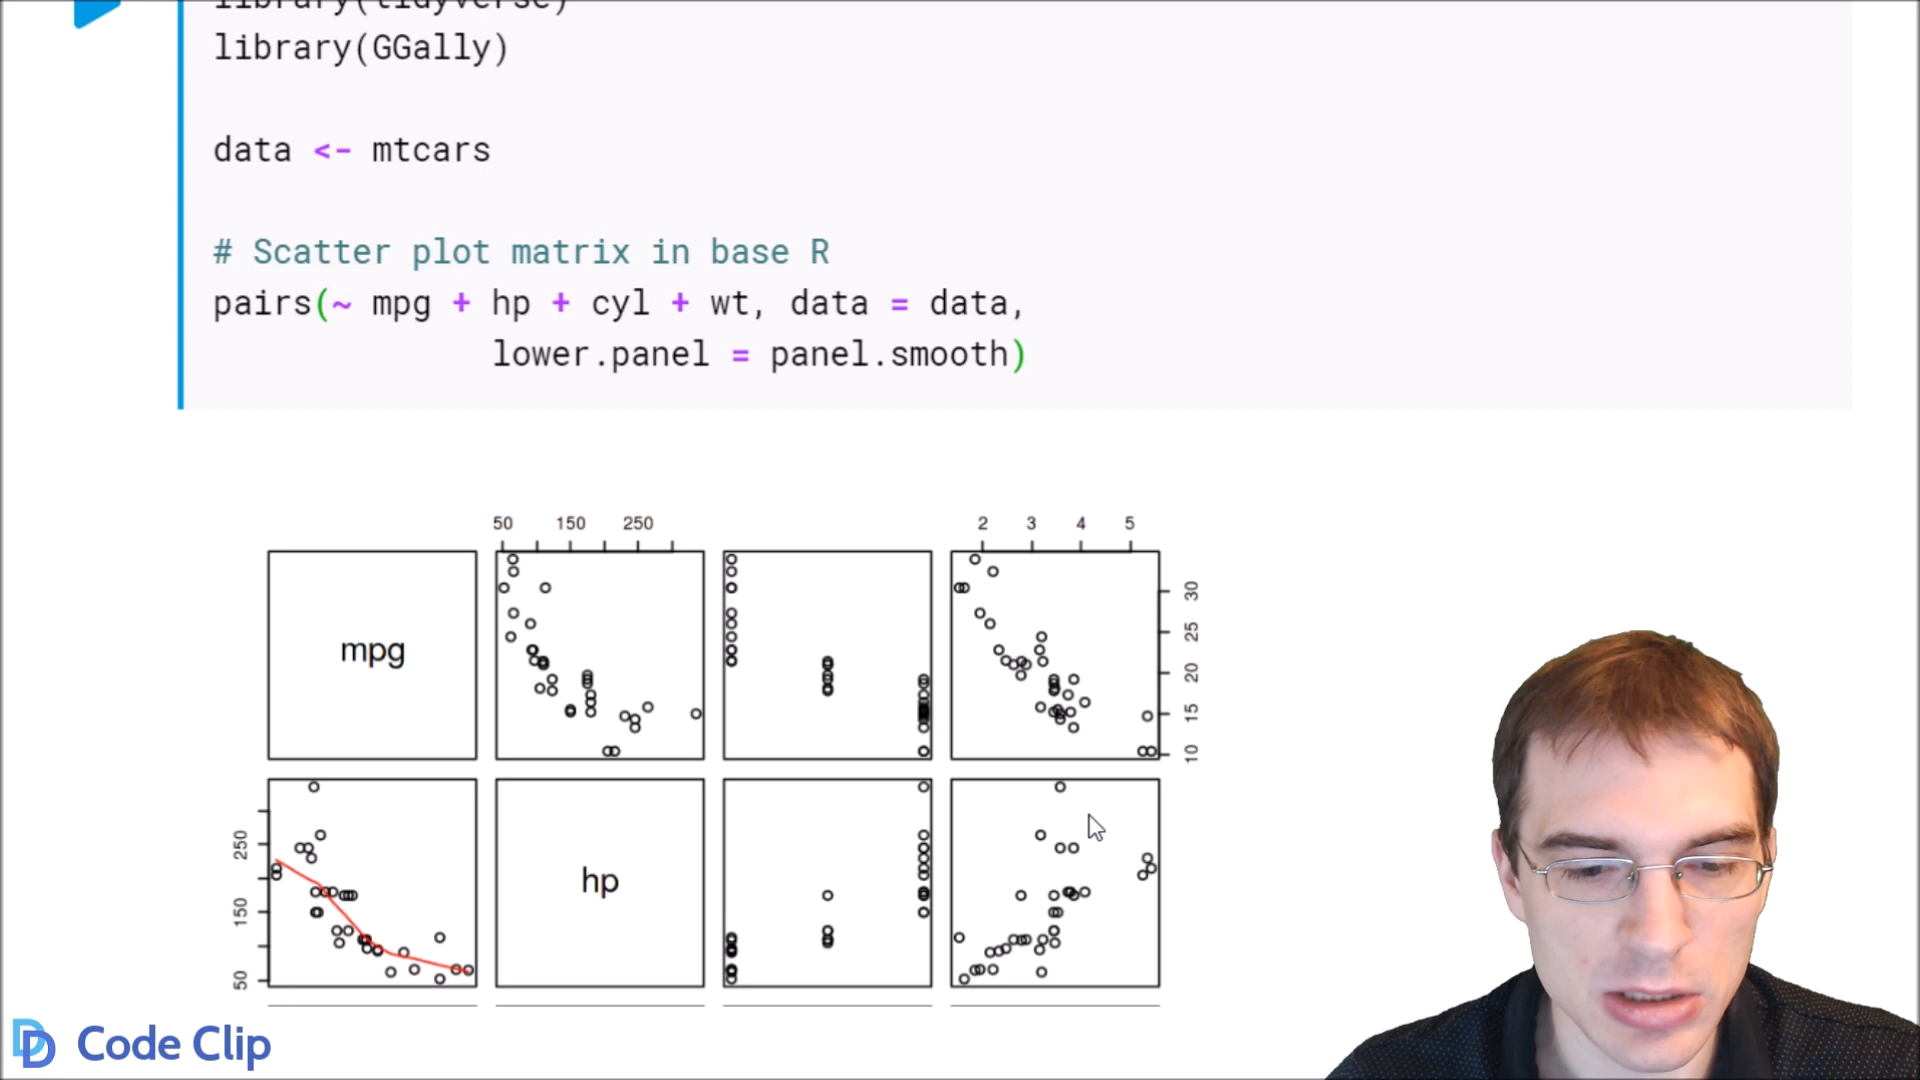 library(tidyverse)
library(GGally)
data <- mtcars
# Scatter plot matrix in base R
pairs(~ mpg + hp + cyl + wt, data = data,
lower.panel = panel.smooth)
50 150 250
2 3 4 5
mpg
10 15 20 25 30
50 150 250
hp
Code Clip